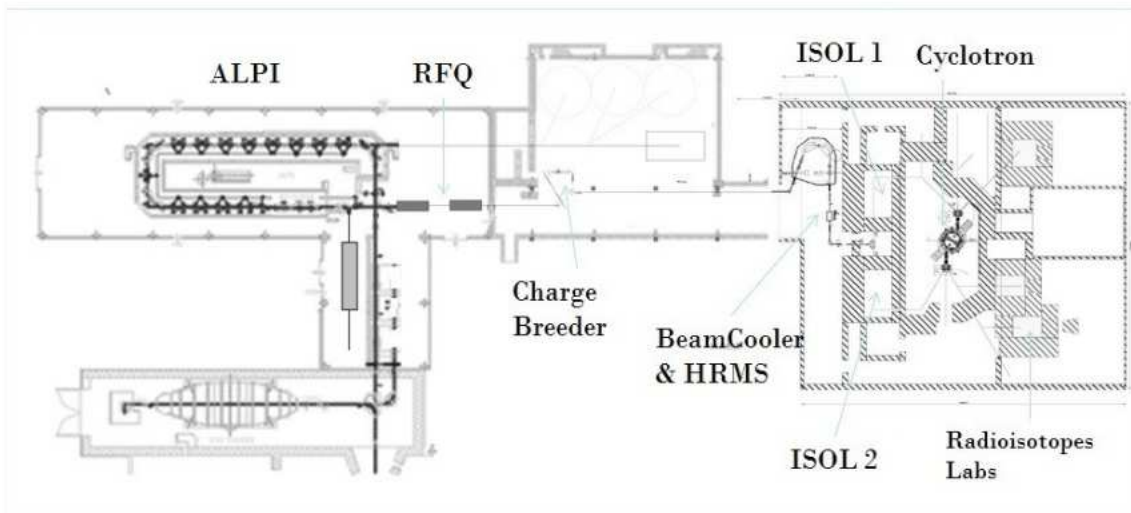 ALPI
RFQ
ISOL 1
Cyclotron
Charge
Breeder
BeamCooler
& HRMS
ISOL 2
Radioisotopes
Labs